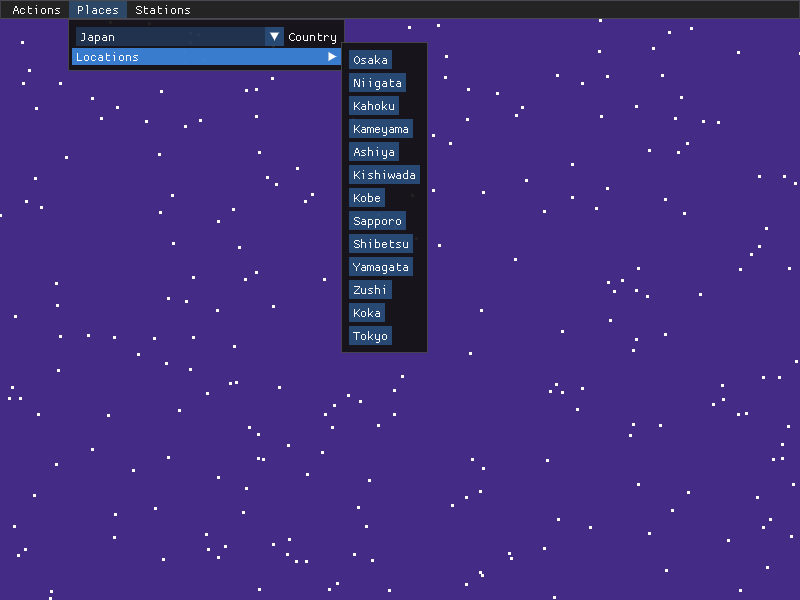 Actions Places Stations
Japan Country
Locations
Osaka
Niigata
Kahoku
Kameyama
Ashiya
Kishiwada
Kobe
Sapporo
Shibetsu
Yamagata
Zushi
Koka
Tokyo